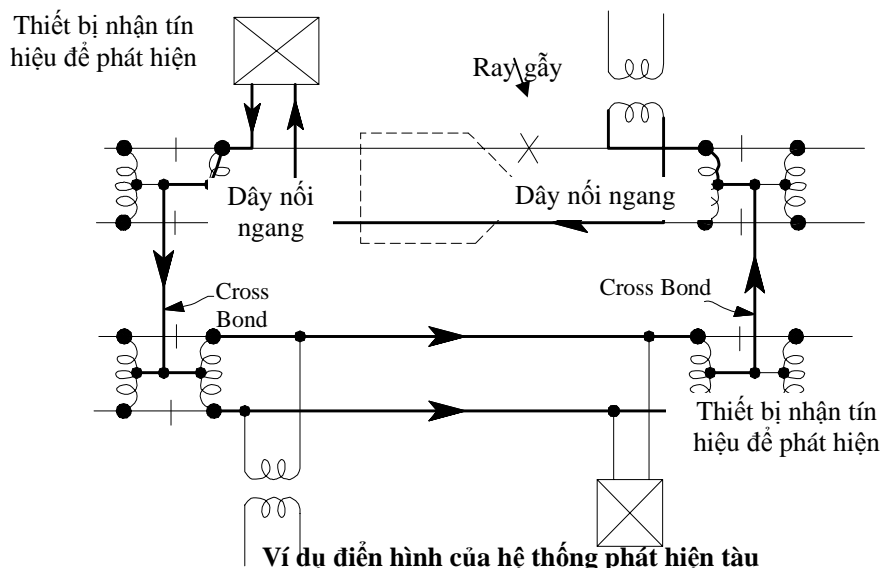 Thiết bị nhận tín
hiệu để phát hiện
Ray gẫy
Dây nối
ngang
Dây nối ngang
Cross
Bond
Cross Bond
Thiết bị nhận tín
hiệu để phát hiện
Ví dụ điển hình của hệ thống phát hiện tàu